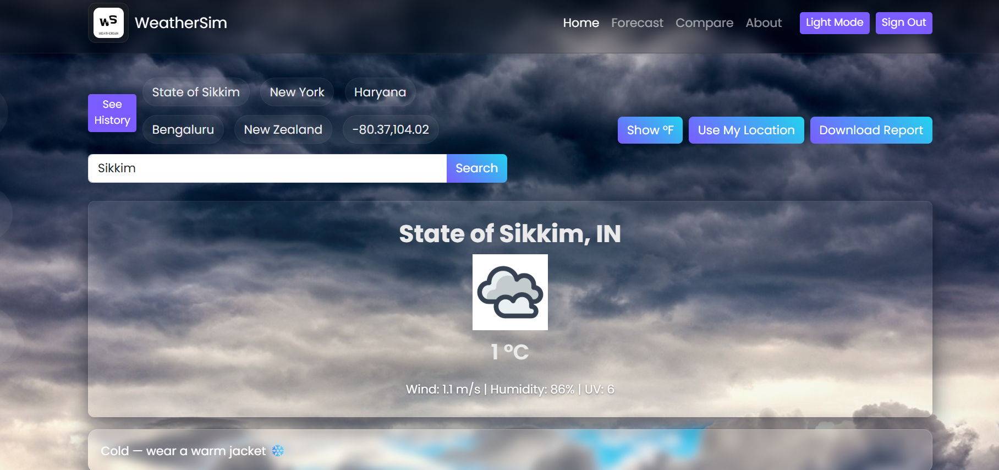 WS
WEATHERSIM
WeatherSim
Home Forecast Compare About Light Mode Sign Out
See
History
State of Sikkim New York Haryana
Bengaluru New Zealand -80.37,104.02
Show °F Use My Location Download Report
Sikkim Search
State of Sikkim, IN
1 °C
Wind: 1.1 m/s | Humidity: 86% | UV: 6
Cold — wear a warm jacket ❄️